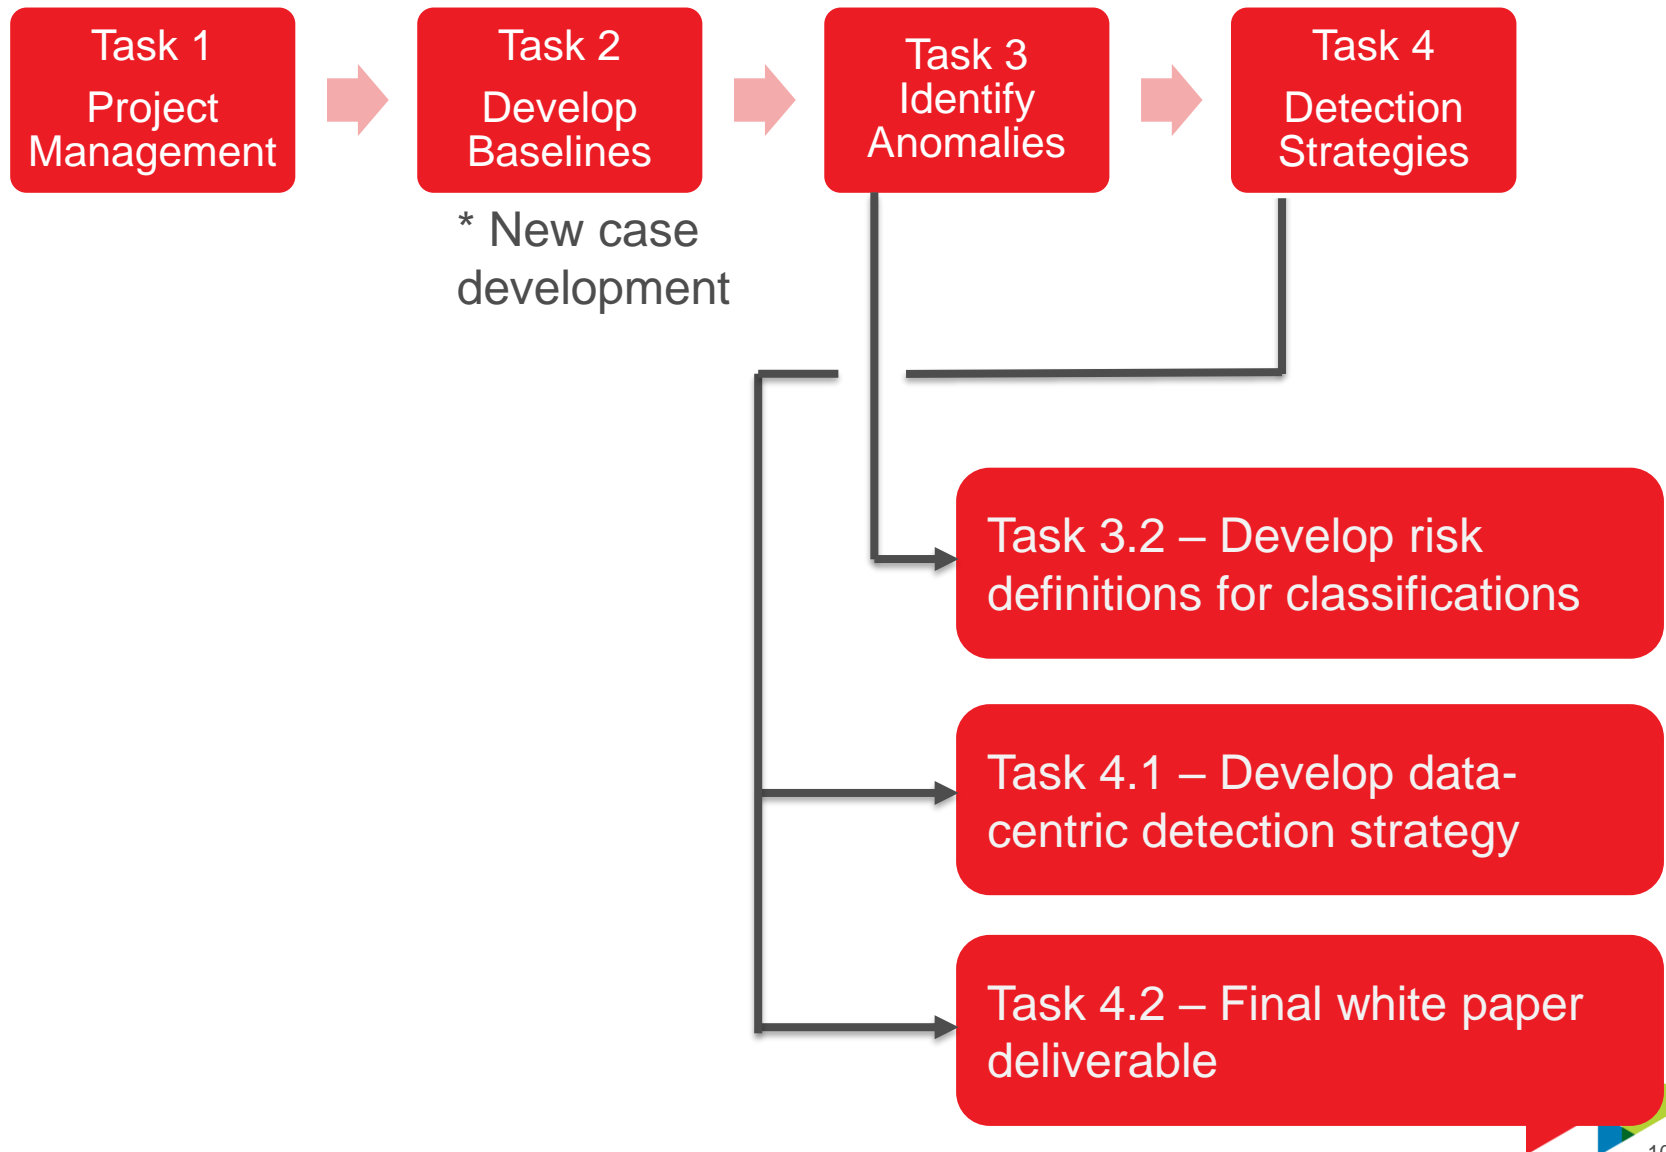 Task 1
Project
Management
Task 2
Develop
Baselines
Task 3
Identify
Anomalies
Task 4
Detection
Strategies
* New case
development
Task 3.2 – Develop risk
definitions for classifications
Task 4.1 – Develop data-
centric detection strategy
Task 4.2 – Final white paper
deliverable